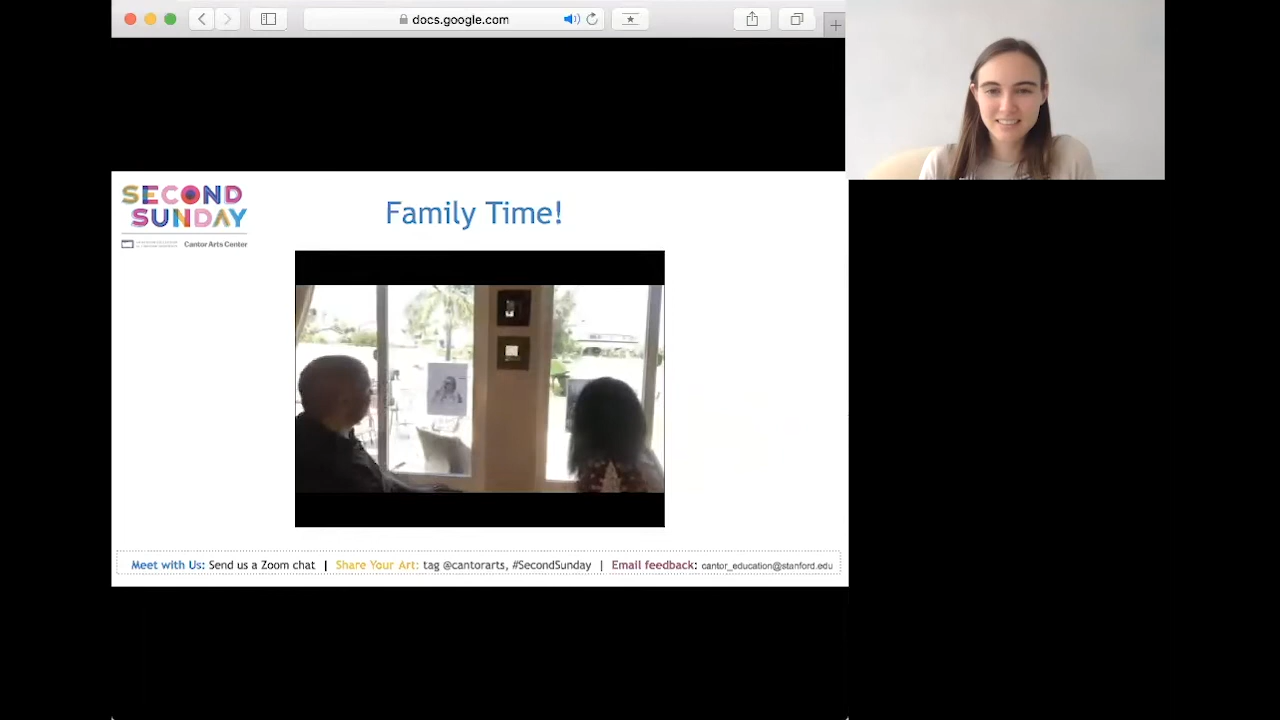 docs.google.com
SECOND
SUNDAY
Cantor Arts Center
Family Time!
Meet with Us: Send us a Zoom chat | Share Your Art: tag @cantorarts, #SecondSunday | Email feedback: cantor_education@stanford.edu